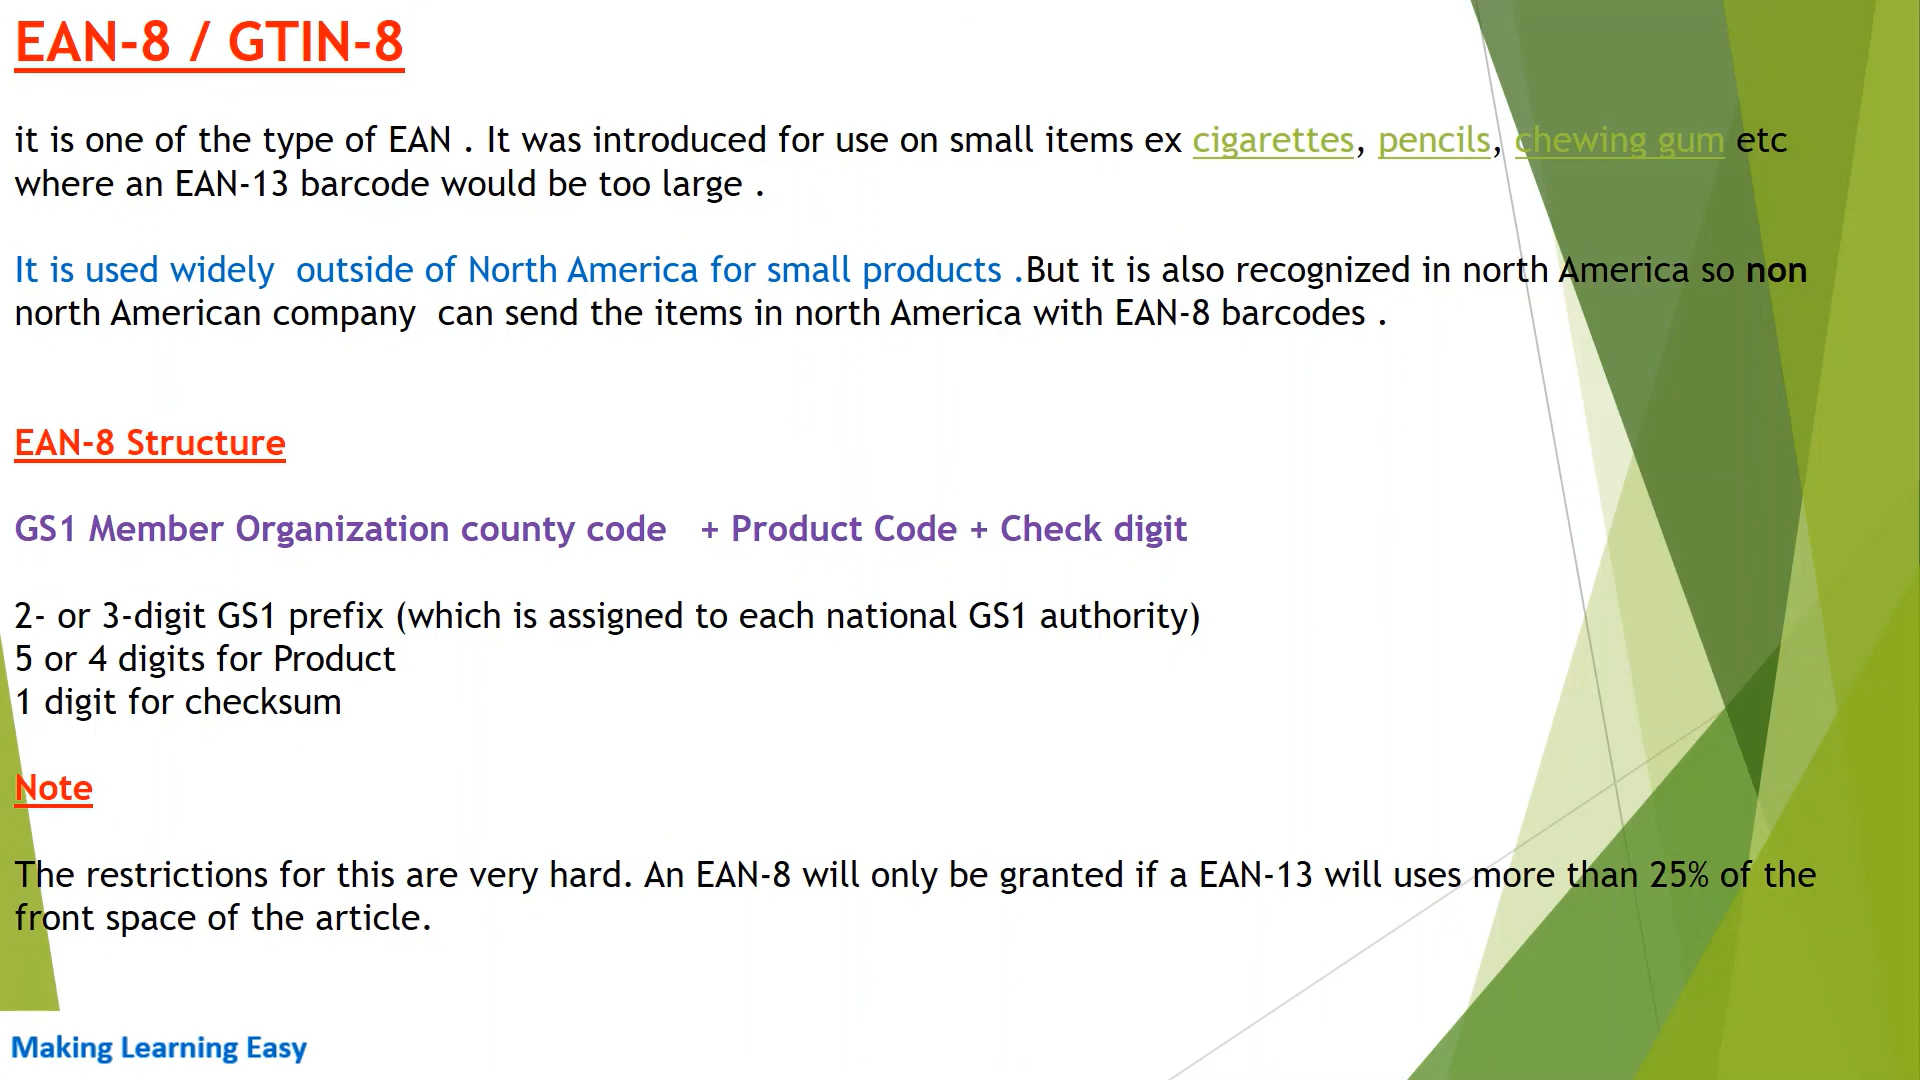 EAN-8 / GTIN-8
it is one of the type of EAN . It was introduced for use on small items ex cigarettes, pencils, chewing gum etc
where an EAN-13 barcode would be too large .
It is used widely  outside of North America for small products .But it is also recognized in north America so non
north American company  can send the items in north America with EAN-8 barcodes .
EAN-8 Structure
GS1 Member Organization county code   + Product Code + Check digit
2- or 3-digit GS1 prefix (which is assigned to each national GS1 authority)
5 or 4 digits for Product
1 digit for checksum
Note
The restrictions for this are very hard. An EAN-8 will only be granted if a EAN-13 will uses more than 25% of the
front space of the article.
Making Learning Easy